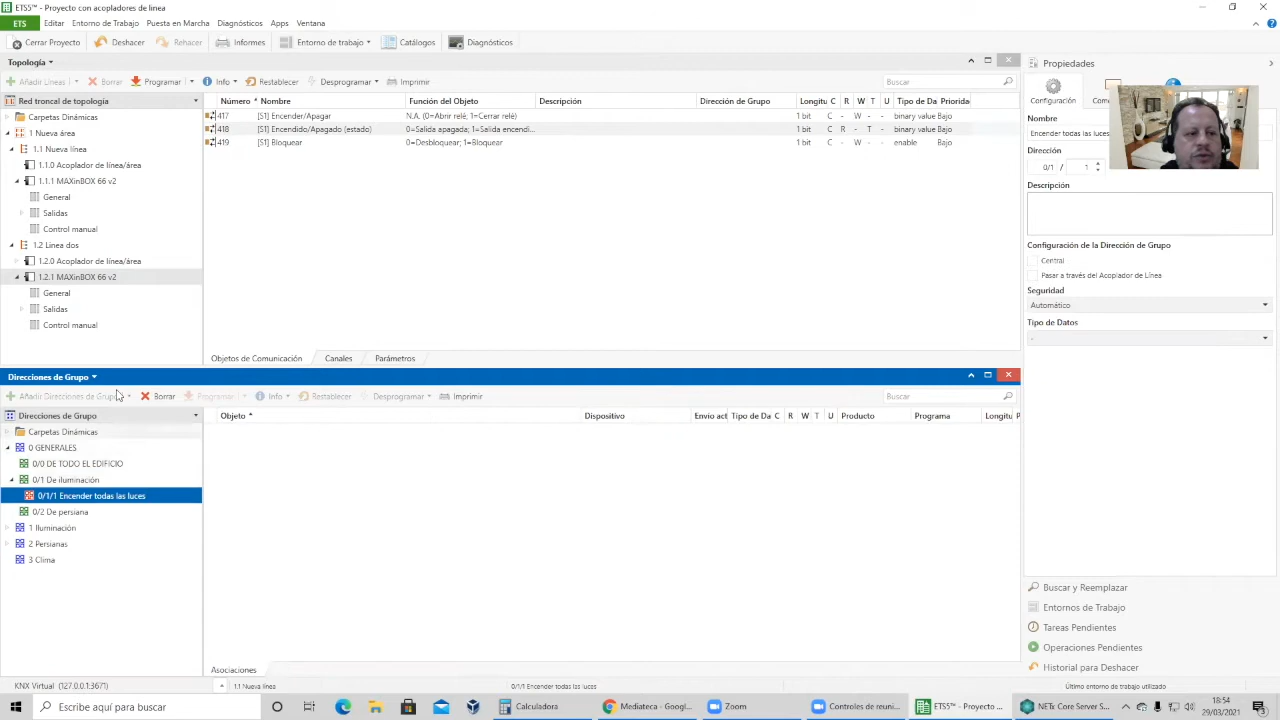 ETS5™ - Proyecto con acopladores de linea
ETS Editar Entorno de Trabajo Puesta en Marcha Diagnósticos Apps Ventana
Cerrar Proyecto Deshacer Rehacer Informes Entorno de trabajo Catálogos Diagnósticos
Topología
Añadir Líneas Borrar Programar Info Restablecer Desprogramar Imprimir Buscar
Red troncal de topología
Carpetas Dinámicas
1 Nueva área
1.1 Nueva línea
1.1.0 Acoplador de línea/área
1.1.1 MAXinBOX 66 v2
General
Salidas
Control manual
1.2 Linea dos
1.2.0 Acoplador de línea/área
1.2.1 MAXinBOX 66 v2
General
Salidas
Control manual
Número Nombre Función del Objeto Descripción Dirección de Grupo Longitu C R W T U Tipo de Da Priorida
417 [S1] Encender/Apagar N.A. (0=Abrir relé; 1=Cerrar relé) 1 bit C - W - - binary value Bajo
418 [S1] Encendido/Apagado (estado) 0=Salida apagada; 1=Salida encendi... 1 bit C R - T - binary value Bajo
419 [S1] Bloquear 0=Desbloquear; 1=Bloquear 1 bit C - W - - enable Bajo
Objetos de Comunicación Canales Parámetros
Direcciones de Grupo
Añadir Direcciones de Grupo Borrar Programar Info Restablecer Desprogramar Imprimir Buscar
Direcciones de Grupo
Carpetas Dinámicas
0 GENERALES
0/0 DE TODO EL EDIFICIO
0/1 De iluminación
0/1/1 Encender todas las luces
0/2 De persiana
1 Iluminación
2 Persianas
3 Clima
Objeto Dispositivo Envio act Tipo de Da C R W T U Producto Programa Longitu P
Asociaciones
Propiedades
Configuración
Nombre
Encender todas las luces
Dirección
0/1 / 1
Descripción
Configuración de la Dirección de Grupo
Central
Pasar a través del Acoplador de Línea
Seguridad
Automático
Tipo de Datos
-
Buscar y Reemplazar
Entornos de Trabajo
Tareas Pendientes
Operaciones Pendientes
Historial para Deshacer
KNX Virtual (127.0.0.1:3671) 1.1 Nueva línea 0/1/1 Encender todas las luces Último entorno de trabajo utilizado
Escribe aquí para buscar
Calculadora
Mediateca - Googl...
Zoom
Controles de reuni...
ETS5™ - Proyecto ...
NETx Core Server S...
18:54
29/03/2021
3